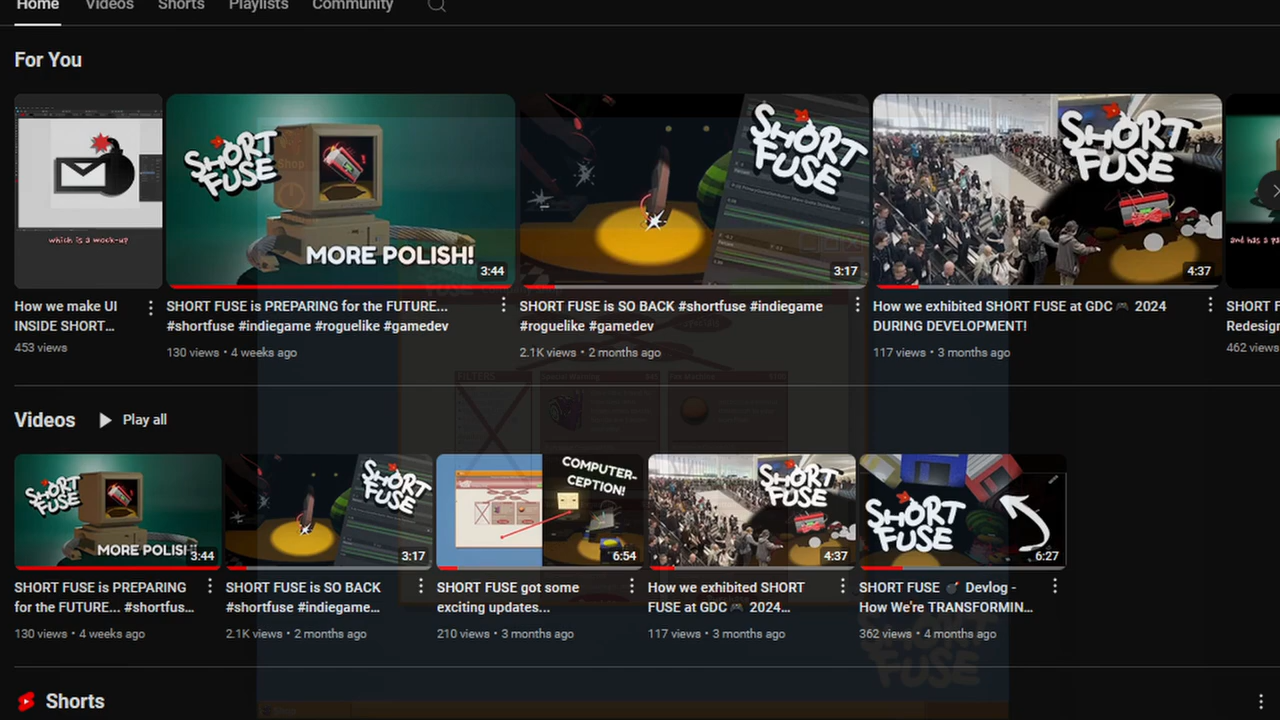 Home Videos Shorts Playlists Community
For You
SHORT FUSE
MORE POLISH!
3:44
SHORT FUSE
3:17
SHORT FUSE
4:37
which is a mock-up?
and has a pa
How we make UI INSIDE SHORT...
453 views
SHORT FUSE is PREPARING for the FUTURE...
#shortfuse #indiegame #roguelike #gamedev
130 views • 4 weeks ago
SHORT FUSE is SO BACK #shortfuse #indiegame
#roguelike #gamedev
2.1K views • 2 months ago
How we exhibited SHORT FUSE at GDC🎮 2024
DURING DEVELOPMENT!
117 views • 3 months ago
SHORT F
Redesig
462 views
Videos Play all
SHORT FUSE
MORE POLISH!
3:44
SHORT FUSE
3:17
COMPUTER-
CEPTION!
6:54
SHORT FUSE
4:37
SHORT FUSE
6:27
SHORT FUSE is PREPARING
for the FUTURE... #shortfus...
130 views • 4 weeks ago
SHORT FUSE is SO BACK
#shortfuse #indiegame...
2.1K views • 2 months ago
SHORT FUSE got some
exciting updates...
210 views • 3 months ago
How we exhibited SHORT
FUSE at GDC🎮 2024...
117 views • 3 months ago
SHORT FUSE 💣 Devlog -
How We're TRANSFORMIN...
362 views • 4 months ago
SHORT FUSE
Shorts